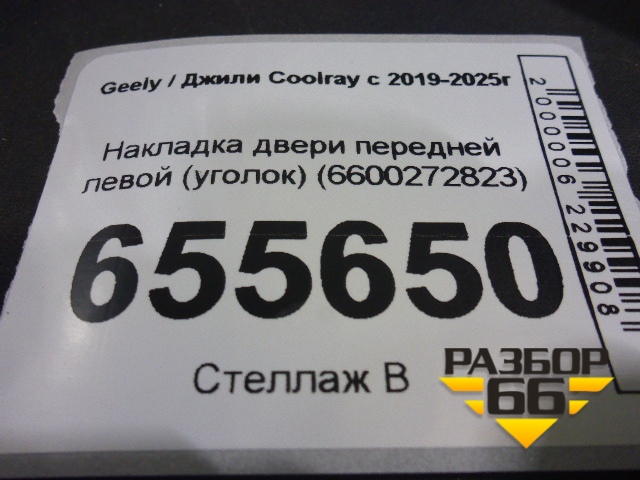 Geely / Джили Coolray с 2019-2025г
Накладка двери передней
левой (уголок) (6600272823)
655650
Стеллаж В
2000006229908
РАЗБОР
66